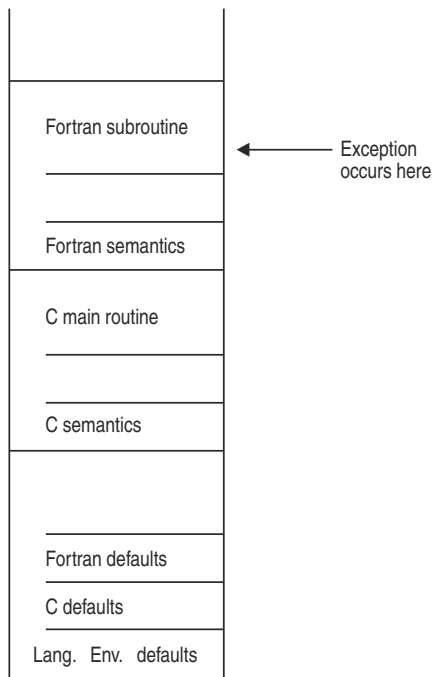 Fortran subroutine
Exception
occurs here
Fortran semantics
C main routine
C semantics
Fortran defaults
C defaults
Lang. Env. defaults